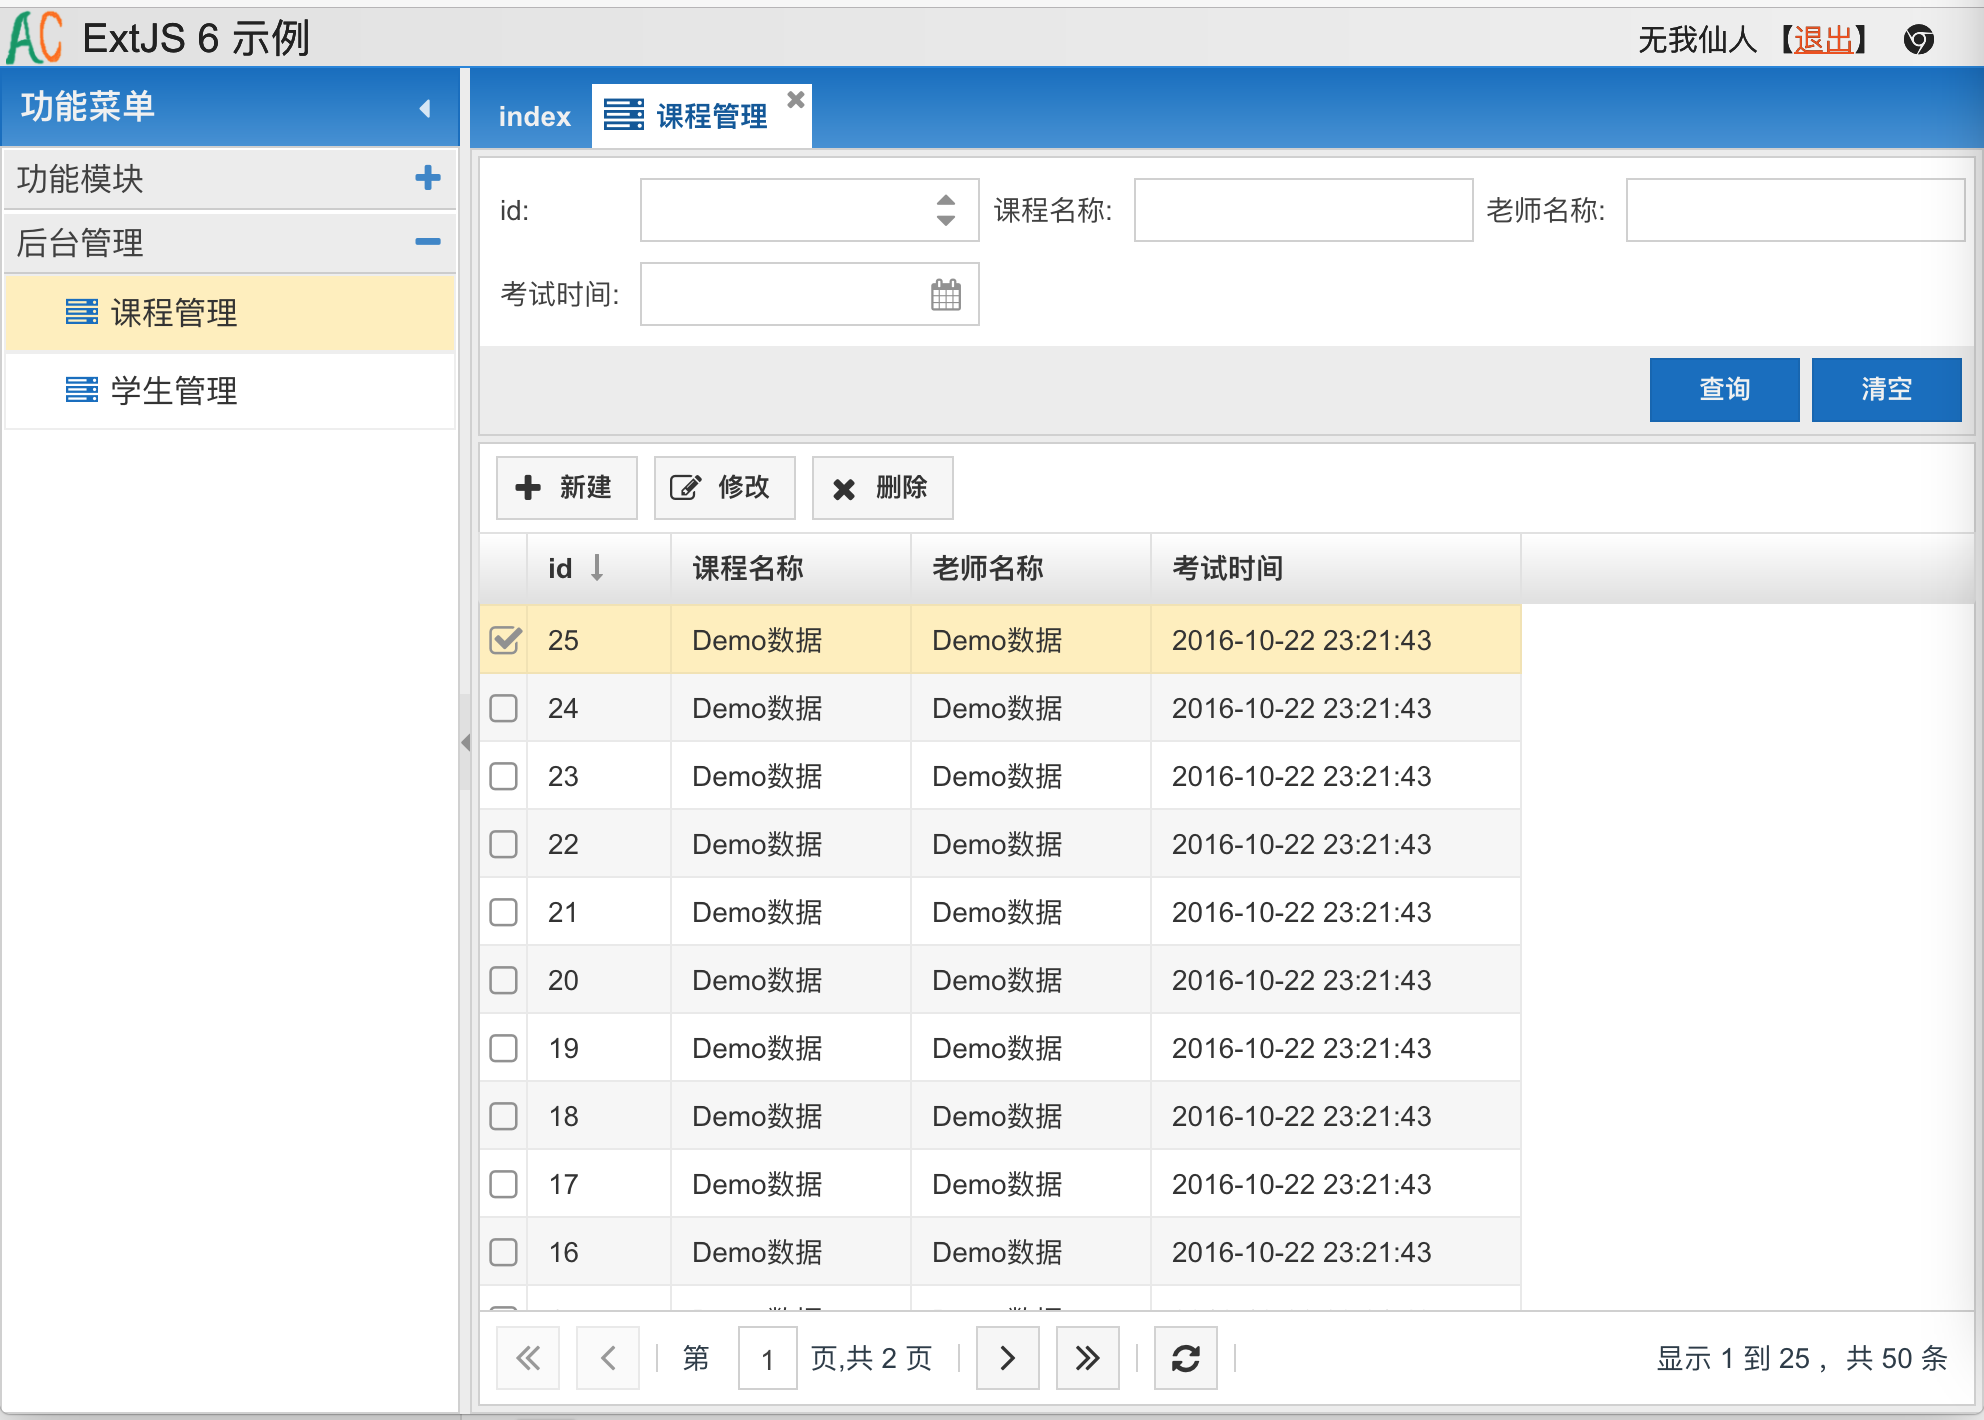 AC ExtJS 6 示例 无我仙人 【退出】
功能菜单
index 课程管理
功能模块
后台管理
课程管理
学生管理
id: 课程名称: 老师名称:
考试时间:
查询 清空
新建 修改 删除
id 课程名称 老师名称 考试时间
25 Demo数据 Demo数据 2016-10-22 23:21:43
24 Demo数据 Demo数据 2016-10-22 23:21:43
23 Demo数据 Demo数据 2016-10-22 23:21:43
22 Demo数据 Demo数据 2016-10-22 23:21:43
21 Demo数据 Demo数据 2016-10-22 23:21:43
20 Demo数据 Demo数据 2016-10-22 23:21:43
19 Demo数据 Demo数据 2016-10-22 23:21:43
18 Demo数据 Demo数据 2016-10-22 23:21:43
17 Demo数据 Demo数据 2016-10-22 23:21:43
16 Demo数据 Demo数据 2016-10-22 23:21:43
第 1 页,共 2 页 显示 1 到 25 ，共 50 条